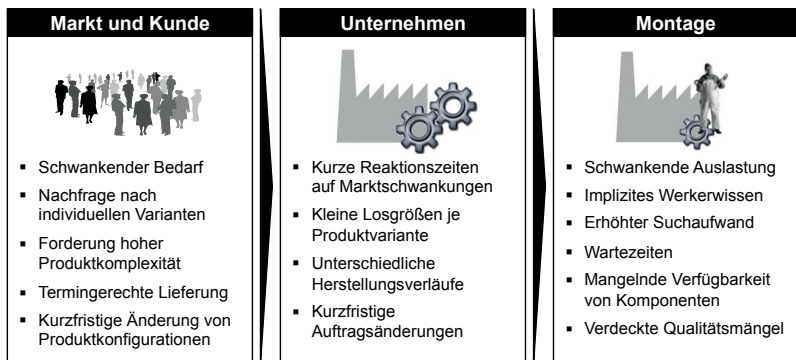 Markt und Kunde
▪ Schwankender Bedarf
▪ Nachfrage nach
individuellen Varianten
▪ Forderung hoher
Produktkomplexität
▪ Termingerechte Lieferung
▪ Kurzfristige Änderung von
Produktkonfigurationen
Unternehmen
▪ Kurze Reaktionszeiten
auf Marktschwankungen
▪ Kleine Losgrößen je
Produktvariante
▪ Unterschiedliche
Herstellungsverläufe
▪ Kurzfristige
Auftragsänderungen
Montage
▪ Schwankende Auslastung
▪ Implizites Werkerwissen
▪ Erhöhter Suchaufwand
▪ Wartezeiten
▪ Mangelnde Verfügbarkeit
von Komponenten
▪ Verdeckte Qualitätsmängel